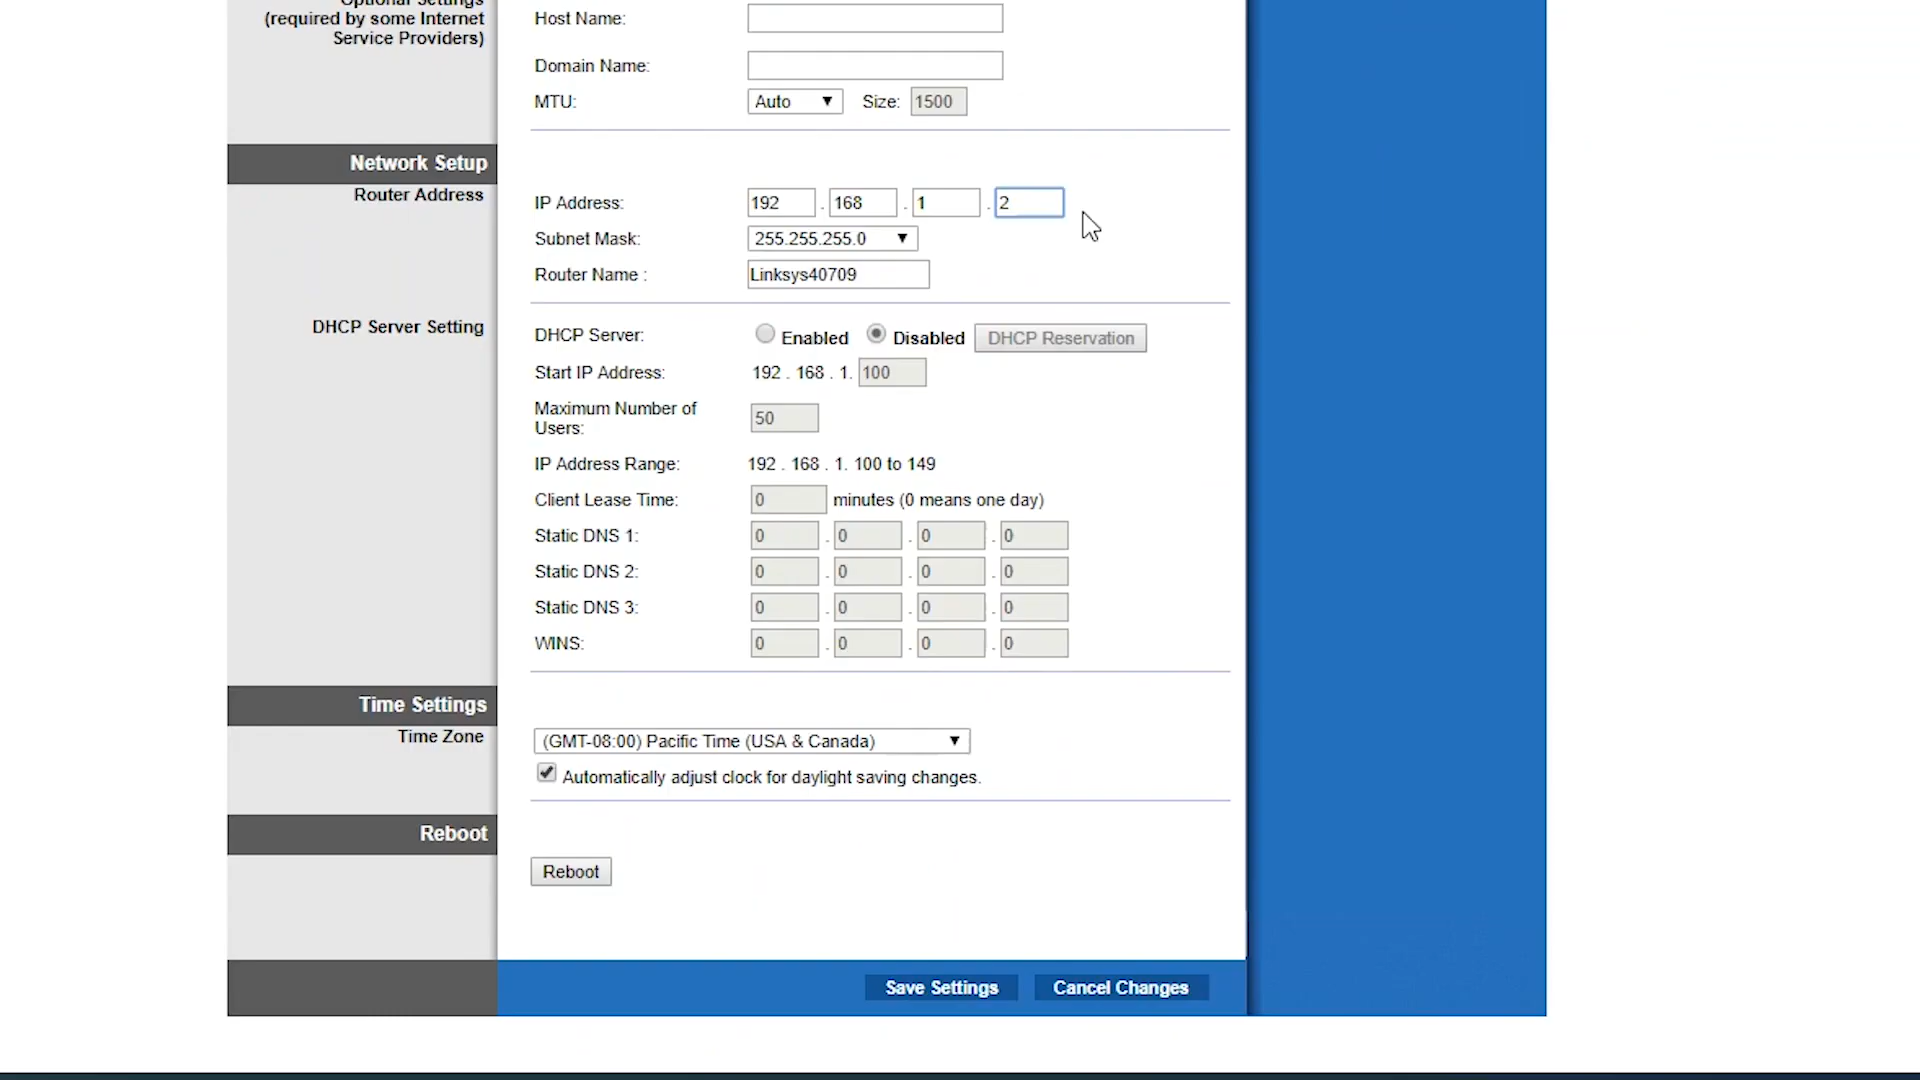 Optional Settings
(required by some Internet
Service Providers)
Host Name:
Domain Name:
MTU: Auto ▼ Size: 1500
Network Setup
Router Address
IP Address: 192 . 168 . 1 . 2
Subnet Mask: 255.255.255.0 ▼
Router Name : Linksys40709
DHCP Server Setting
DHCP Server: Enabled Disabled DHCP Reservation
Start IP Address: 192 . 168 . 1. 100
Maximum Number of
Users: 50
IP Address Range: 192 . 168 . 1. 100 to 149
Client Lease Time: 0 minutes (0 means one day)
Static DNS 1: 0 . 0 . 0 . 0
Static DNS 2: 0 . 0 . 0 . 0
Static DNS 3: 0 . 0 . 0 . 0
WINS: 0 . 0 . 0 . 0
Time Settings
Time Zone
(GMT-08:00) Pacific Time (USA & Canada) ▼
Automatically adjust clock for daylight saving changes.
Reboot
Reboot
Save Settings Cancel Changes